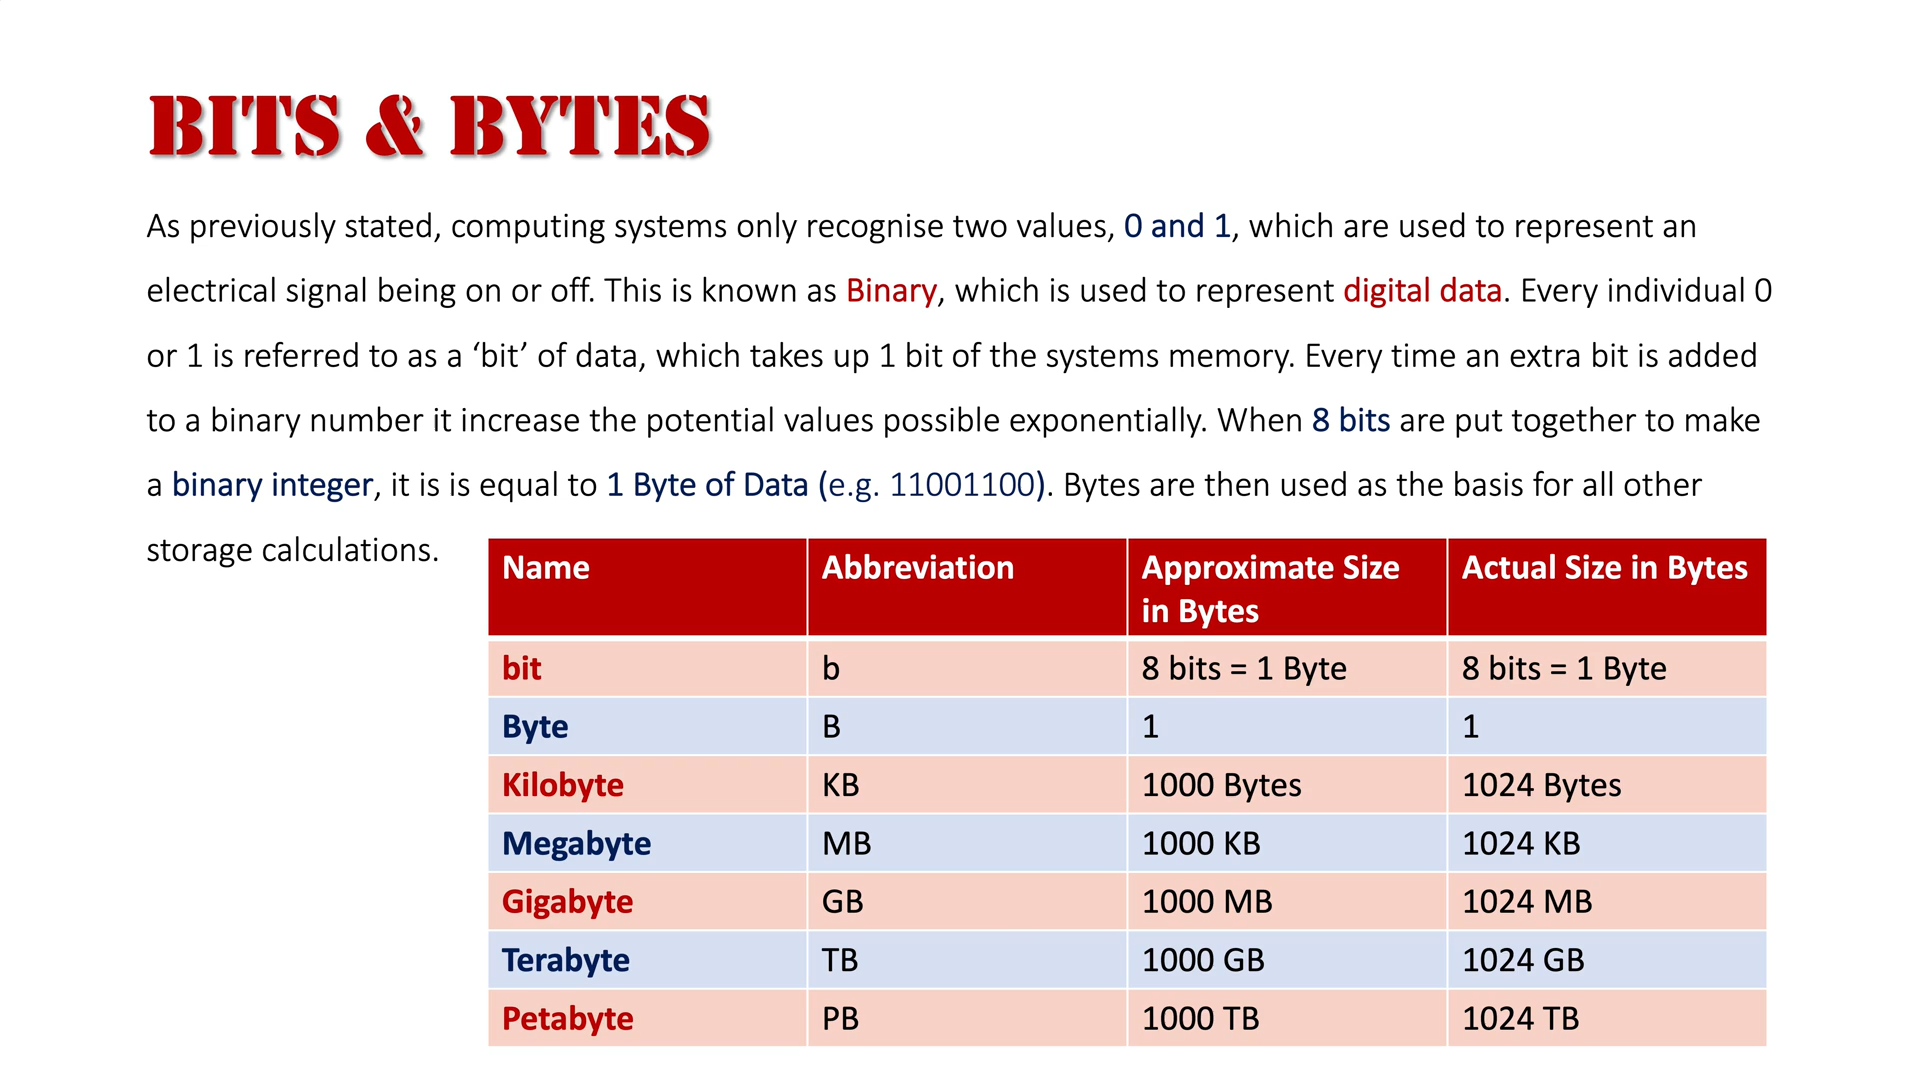 BITS & BYTES
As previously stated, computing systems only recognise two values, 0 and 1, which are used to represent an
electrical signal being on or off. This is known as Binary, which is used to represent digital data. Every individual 0
or 1 is referred to as a ‘bit’ of data, which takes up 1 bit of the systems memory. Every time an extra bit is added
to a binary number it increase the potential values possible exponentially. When 8 bits are put together to make
a binary integer, it is is equal to 1 Byte of Data (e.g. 11001100). Bytes are then used as the basis for all other
storage calculations.
Name Abbreviation Approximate Size in Bytes Actual Size in Bytes
bit b 8 bits = 1 Byte 8 bits = 1 Byte
Byte B 1 1
Kilobyte KB 1000 Bytes 1024 Bytes
Megabyte MB 1000 KB 1024 KB
Gigabyte GB 1000 MB 1024 MB
Terabyte TB 1000 GB 1024 GB
Petabyte PB 1000 TB 1024 TB